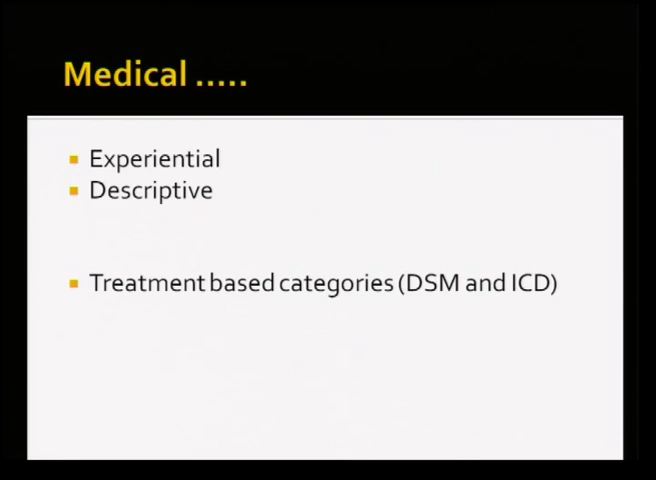 Medical .....
Experiential
Descriptive
Treatment based categories (DSM and ICD)